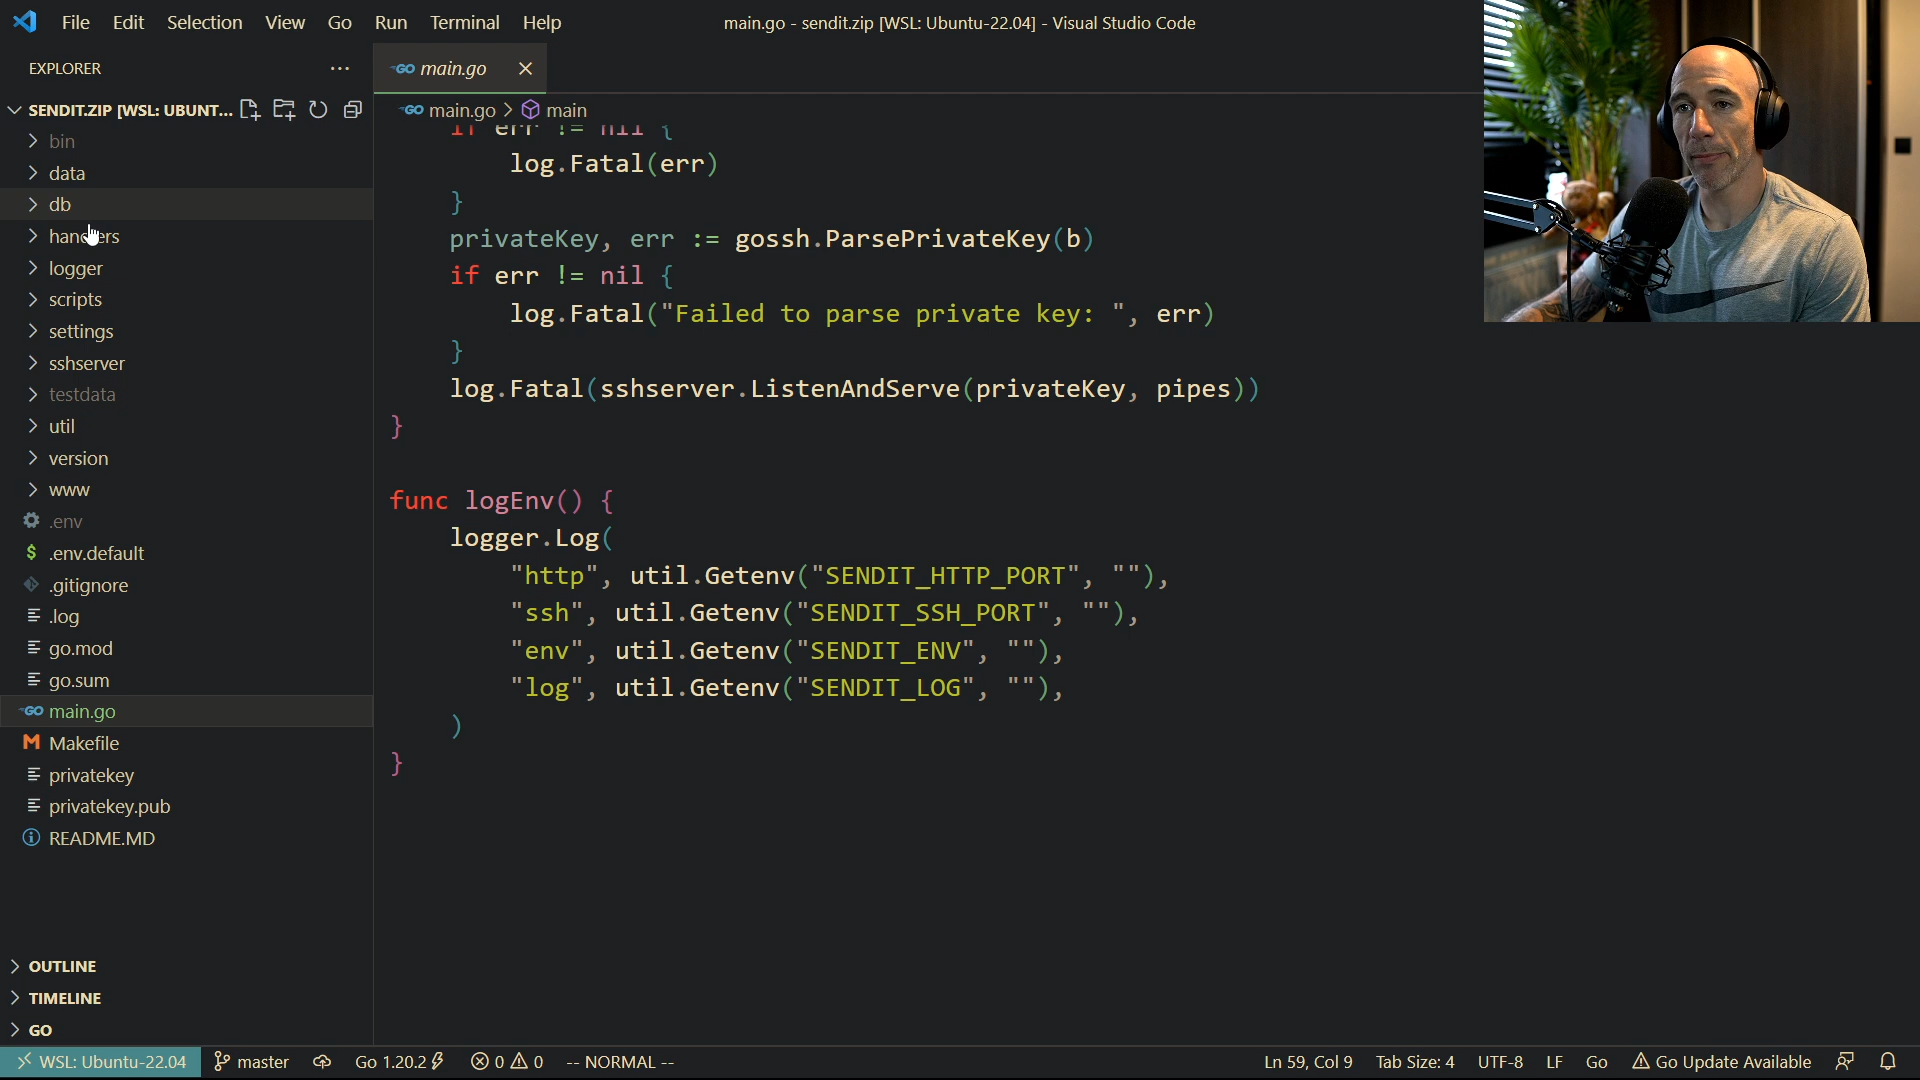 File Edit Selection View Go Run Terminal Help
main.go - sendit.zip [WSL: Ubuntu-22.04] - Visual Studio Code
EXPLORER
SENDIT.ZIP [WSL: UBUNT...
bin
data
db
handlers
logger
scripts
settings
sshserver
testdata
util
version
www
.env
.env.default
.gitignore
.log
go.mod
go.sum
GO main.go
M Makefile
privatekey
privatekey.pub
README.MD
OUTLINE
TIMELINE
GO
GO main.go
GO main.go > main
if err != nil {
log.Fatal(err)
}
privateKey, err := gossh.ParsePrivateKey(b)
if err != nil {
log.Fatal("Failed to parse private key: ", err)
}
log.Fatal(sshserver.ListenAndServe(privateKey, pipes))
}
func logEnv() {
logger.Log(
"http", util.Getenv("SENDIT_HTTP_PORT", ""),
"ssh", util.Getenv("SENDIT_SSH_PORT", ""),
"env", util.Getenv("SENDIT_ENV", ""),
"log", util.Getenv("SENDIT_LOG", ""),
)
}
WSL: Ubuntu-22.04 master Go 1.20.2 0 0 -- NORMAL -- Ln 59, Col 9 Tab Size: 4 UTF-8 LF Go Go Update Available